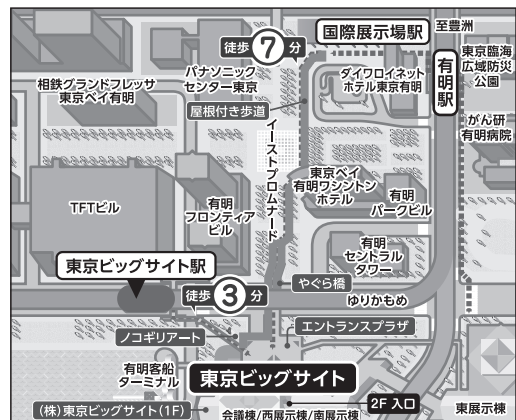 国際展示場駅
至豊洲
徒歩7分
パナソニック
センター東京
相鉄グランドフレッサ
東京ベイ有明
ダイワロイネット
ホテル東京有明
有明駅
東京臨海
広域防災
公園
屋根付き歩道
がん研
有明病院
イーストプロムナード
東京ベイ
有明ワシントン
ホテル
有明
パークビル
TFTビル
有明
フロンティア
ビル
有明
セントラル
タワー
東京ビッグサイト駅
やぐら橋
徒歩3分
ゆりかもめ
ノコギリアート
エントランスプラザ
有明客船
ターミナル
東京ビッグサイト
2F 入口
(株)東京ビッグサイト(1F)
会議棟/西展示棟/南展示棟
東展示棟